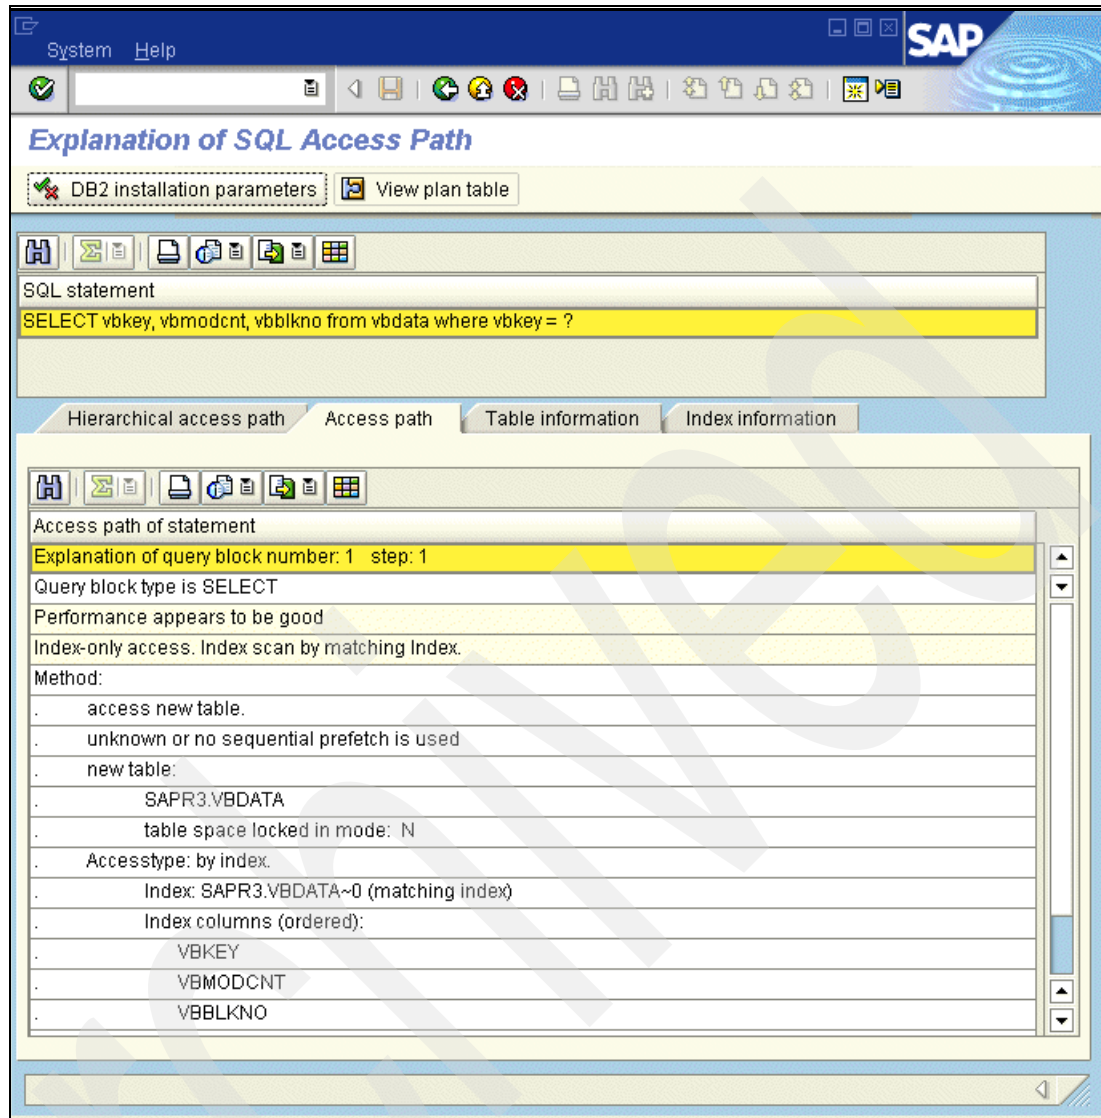 System Help
SAP
Explanation of SQL Access Path
DB2 installation parameters View plan table
SQL statement
SELECT vbkey, vbmodcnt, vbblkno from vbdata where vbkey = ?
Hierarchical access path Access path Table information Index information
Access path of statement
Explanation of query block number: 1 step: 1
Query block type is SELECT
Performance appears to be good
Index-only access. Index scan by matching Index.
Method:
. access new table.
. unknown or no sequential prefetch is used
. new table:
. SAPR3.VBDATA
. table space locked in mode: N
. Accesstype: by index.
. Index: SAPR3.VBDATA~0 (matching index)
. Index columns (ordered):
. VBKEY
. VBMODCNT
. VBBLKNO